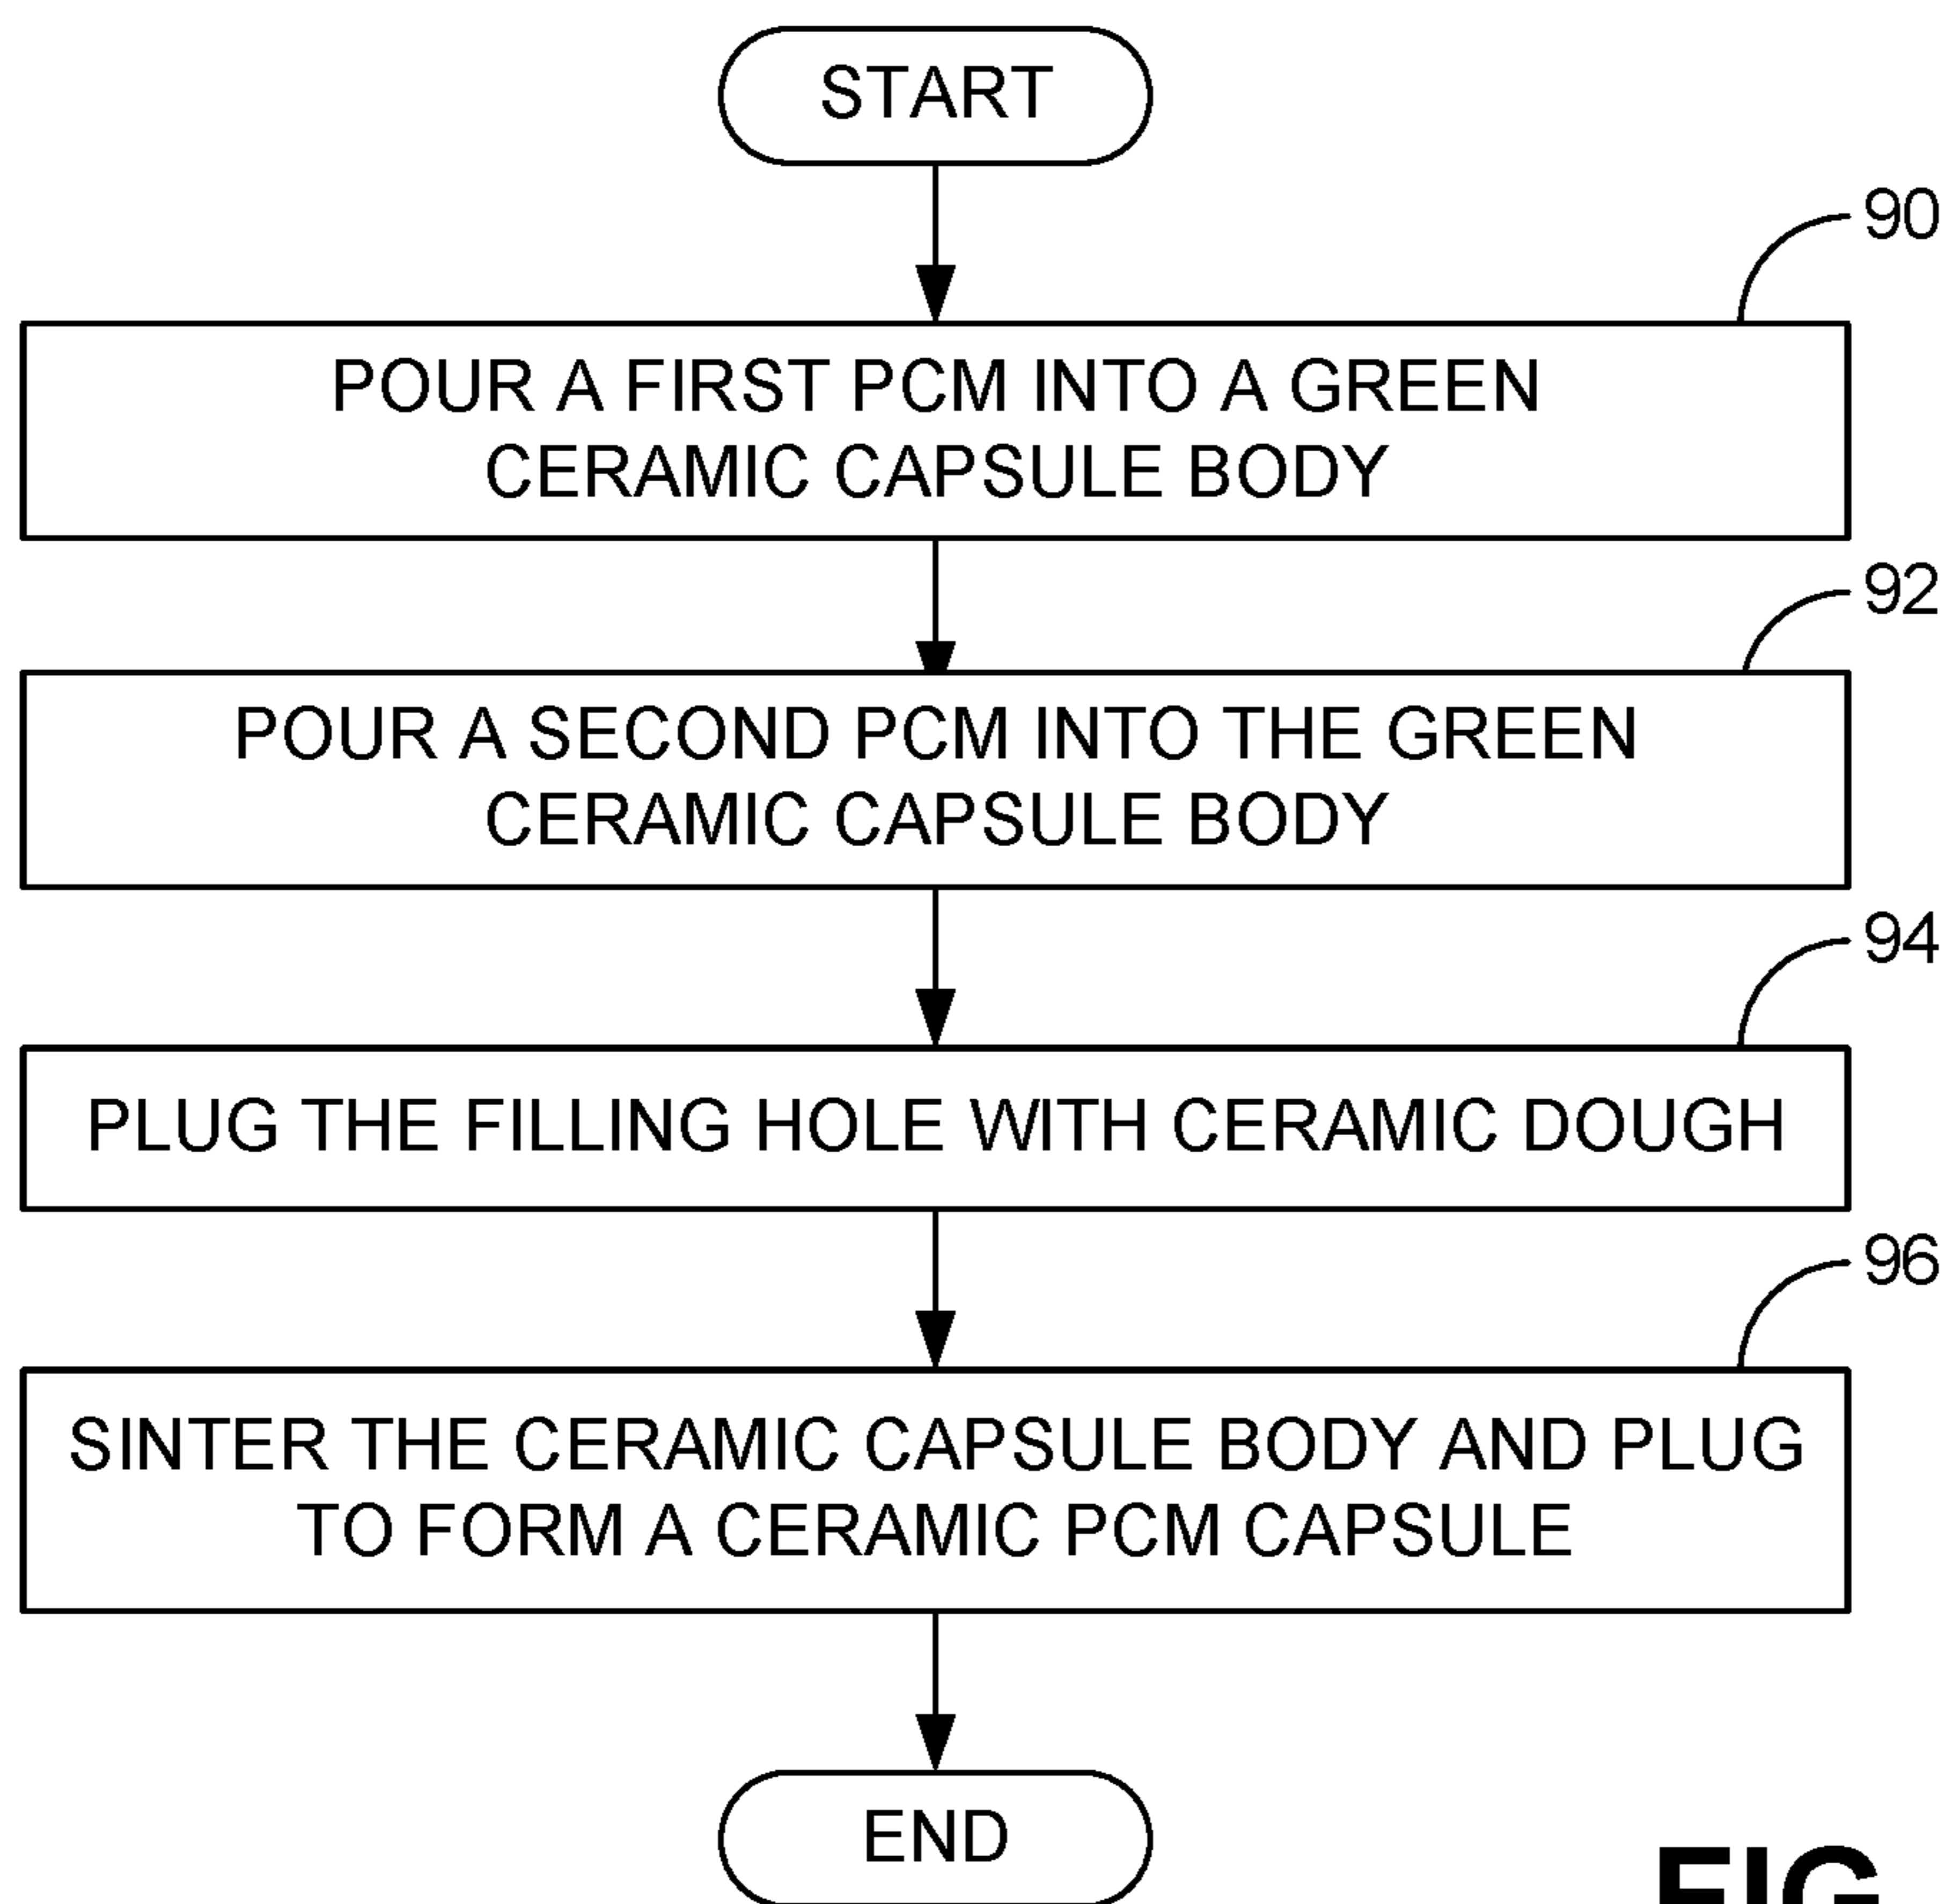 START
90
POUR A FIRST PCM INTO A GREEN
CERAMIC CAPSULE BODY
92
POUR A SECOND PCM INTO THE GREEN
CERAMIC CAPSULE BODY
94
PLUG THE FILLING HOLE WITH CERAMIC DOUGH
96
SINTER THE CERAMIC CAPSULE BODY AND PLUG
TO FORM A CERAMIC PCM CAPSULE
END